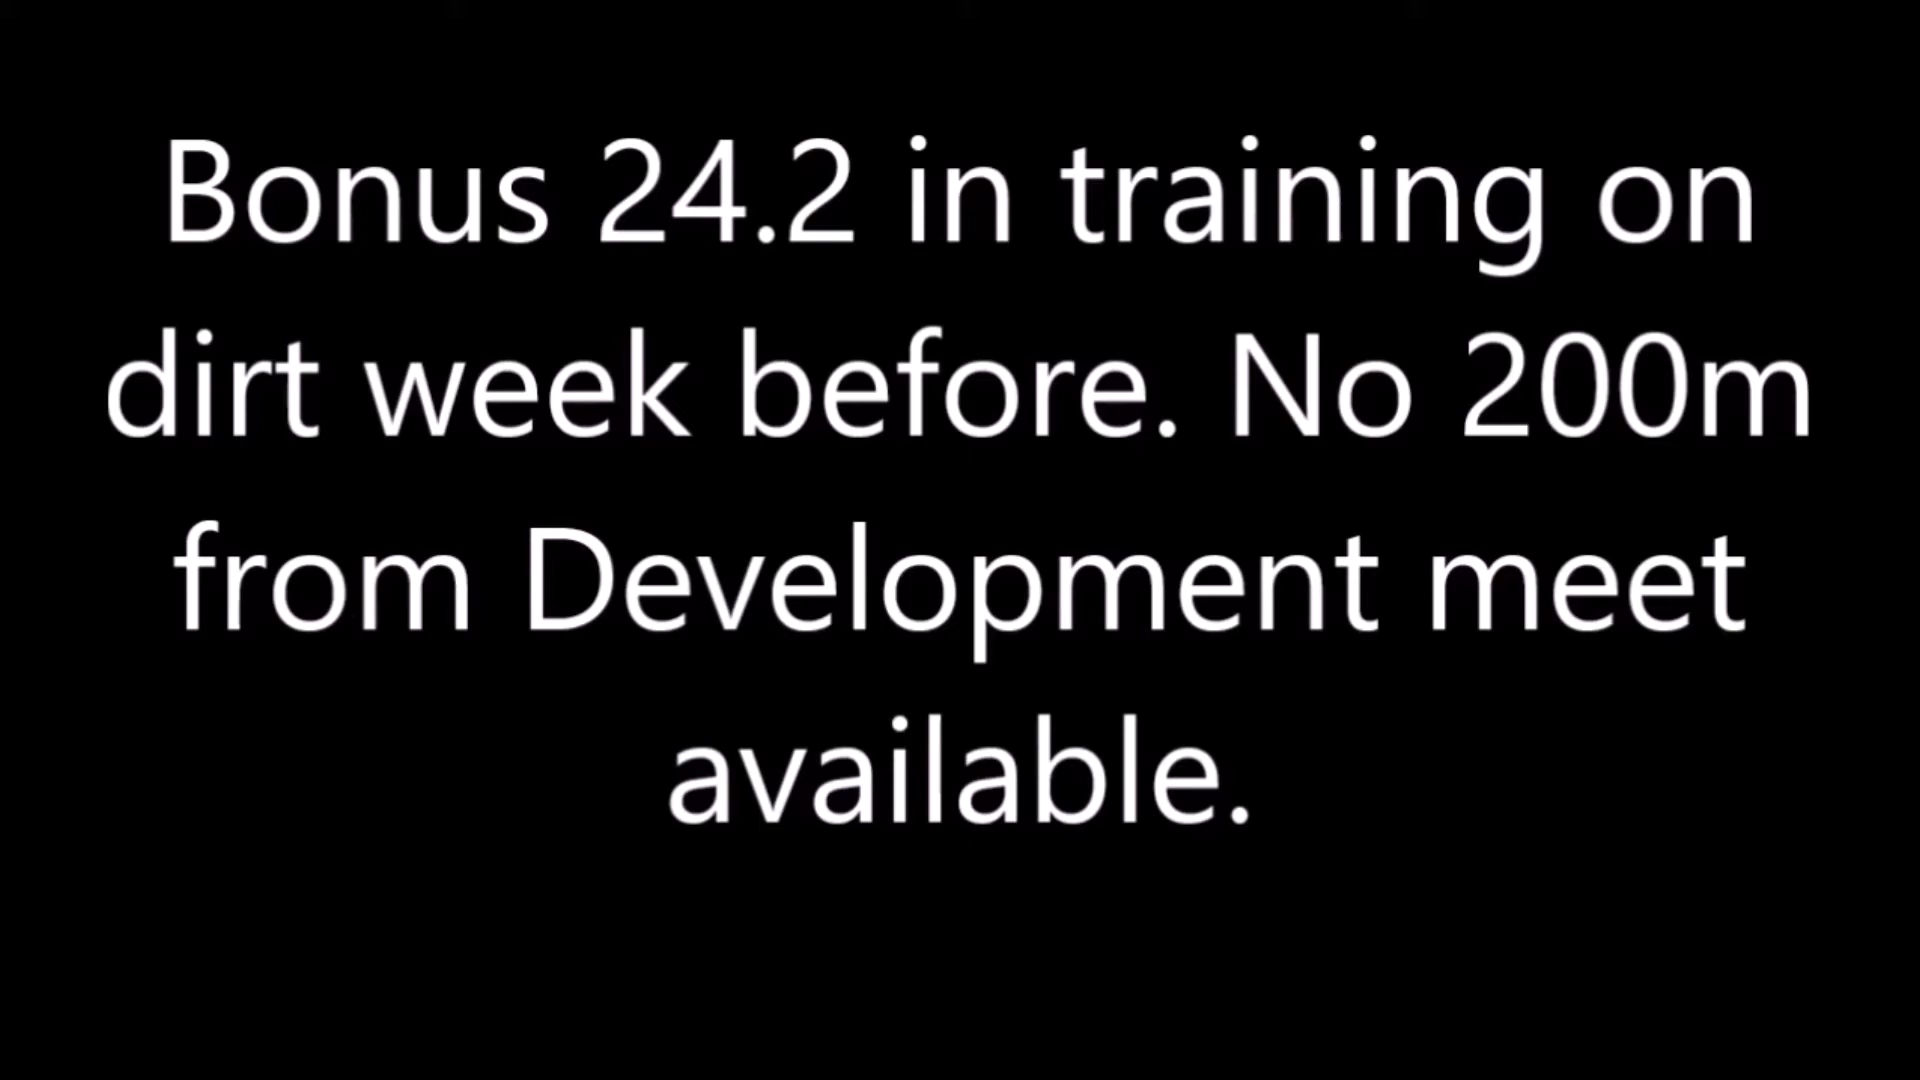 Bonus 24.2 in training on
dirt week before. No 200m
from Development meet
available.